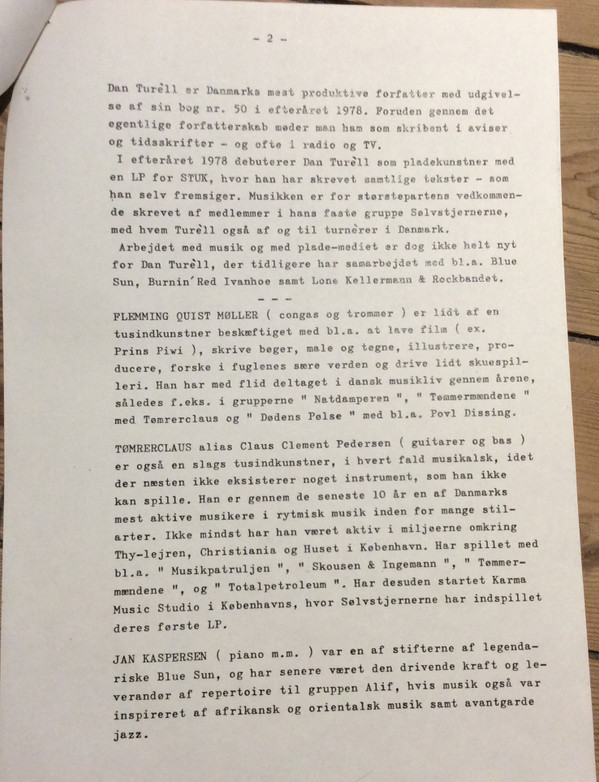 - 2 -
Dan Turèll er Danmarks mest produktive forfatter med udgivel-
se af sin bog nr. 50 i efteråret 1978. Foruden gennem det
egentlige forfatterskab møder man ham som skribent i aviser
og tidsskrifter - og ofte i radio og TV.
I efteråret 1978 debuterer Dan Turèll som pladekunstner med
en LP for STUK, hvor han har skrevet samtlige tekster - som
han selv fremsiger. Musikken er for størstepartens vedkommen-
de skrevet af medlemmer i hans faste gruppe Sølvstjernerne,
med hvem Turèll også af og til turnèrer i Danmark.
Arbejdet med musik og med plade-mediet er dog ikke helt nyt
for Dan Turèll, der tidligere har samarbejdet med bl.a. Blue
Sun, Burnin´Red Ivanhoe samt Lone Kellermann & Rockbandet.
- - -
FLEMMING QUIST MØLLER ( congas og trommer ) er lidt af en
tusindkunstner beskæftiget med bl.a. at lave film ( ex.
Prins Piwi ), skrive bøger, male og tegne, illustrere, pro-
ducere, forske i fuglenes sære verden og drive lidt skuespil-
leri. Han har med flid deltaget i dansk musikliv gennem årene,
således f.eks. i grupperne " Natdamperen ", " Tømmermændene "
med Tømrerclaus og " Dødens Pølse " med bl.a. Povl Dissing.
TØMRERCLAUS alias Claus Clement Pedersen ( guitarer og bas )
er også en slags tusindkunstner, i hvert fald musikalsk, idet
der næsten ikke eksisterer noget instrument, som han ikke
kan spille. Han er gennem de seneste 10 år en af Danmarks
mest aktive musikere i rytmisk musik inden for mange stil-
arter. Ikke mindst har han været aktiv i miljøerne omkring
Thy-lejren, Christiania og Huset i København. Har spillet med
bl.a. " Musikpatruljen ", " Skousen & Ingemann ", " Tømmer-
mændene ", og " Totalpetroleum ". Har desuden startet Karma
Music Studio i Københavns, hvor Sølvstjernerne har indspillet
deres første LP.
JAN KASPERSEN ( piano m.m. ) var en af stifterne af legenda-
riske Blue Sun, og har senere været den drivende kraft og le-
verandør af repertoire til gruppen Alif, hvis musik også var
inspireret af afrikansk og orientalsk musik samt avantgarde
jazz.